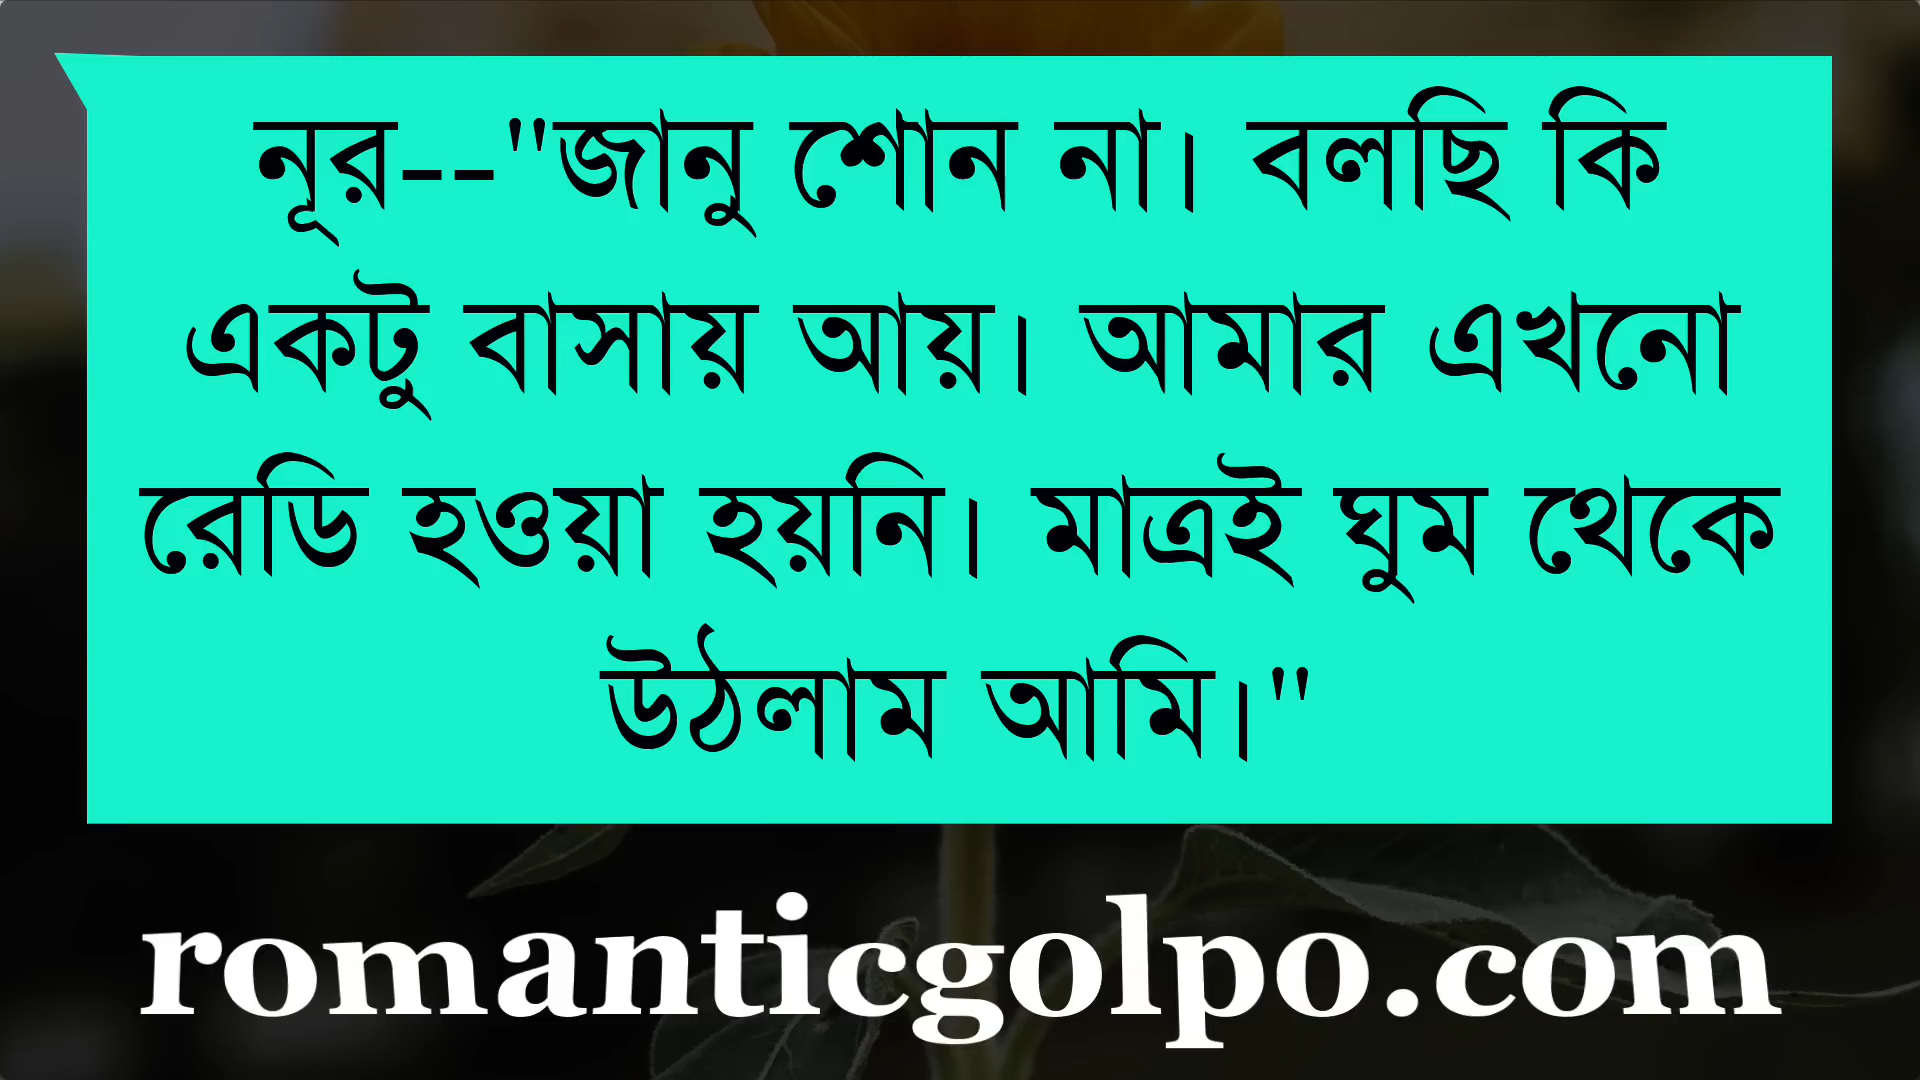 নূর--"জানু শোন না। বলছি কি
একটু বাসায় আয়। আমার এখনো
রেডি হওয়া হয়নি। মাত্রই ঘুম থেকে
উঠলাম আমি।"
romanticgolpo.com